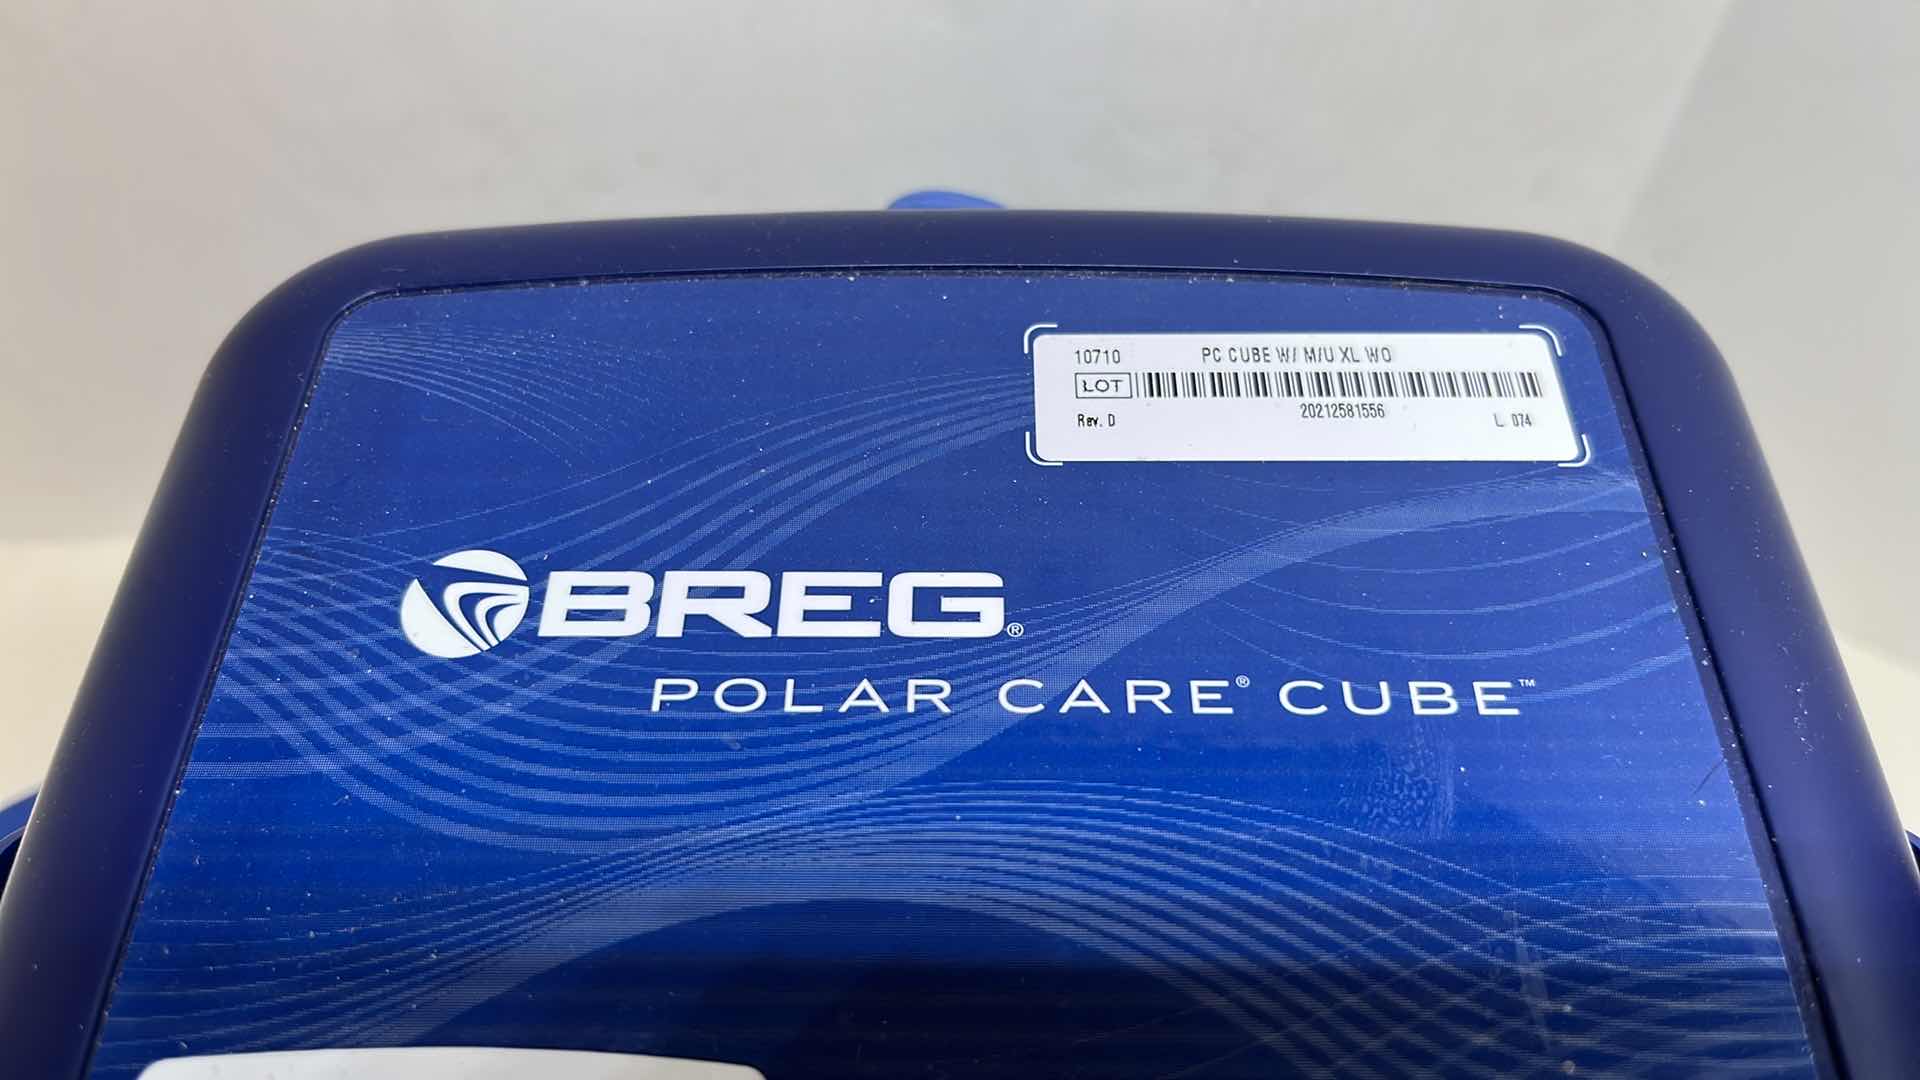 10710 PC CUBE W/ M/U XL WO
LOT
20212581556
Rev. D L. 074
BREG®
POLAR CARE® CUBE™